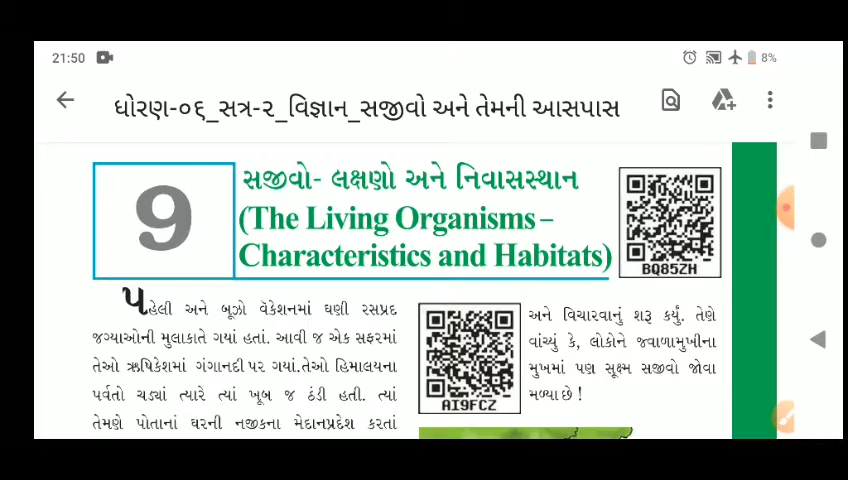 21:50
8%
ધોરણ-૦૬_સત્ર-૨_વિજ્ઞાન_સજીવો અને તેમની આસપાસ
9
સજીવો- લક્ષણો અને નિવાસસ્થાન
(The Living Organisms –
Characteristics and Habitats)
BQ85ZH
પહેલી અને બૂઝો વૅકેશનમાં ઘણી રસપ્રદ
જગ્યાઓની મુલાકાતે ગયાં હતાં. આવી જ એક સફરમાં
તેઓ ઋષિકેશમાં ગંગાનદી પર ગયાં.તેઓ હિમાલયના
પર્વતો ચડ્યાં ત્યારે ત્યાં ખૂબ જ ઠંડી હતી. ત્યાં
તેમણે પોતાનાં ઘરની નજીકના મેદાનપ્રદેશ કરતાં
AI9FCZ
અને વિચારવાનું શરૂ કર્યું. તેણે
વાંચ્યું કે, લોકોને જવાળામુખીના
મુખમાં પણ સૂક્ષ્મ સજીવો જોવા
મળ્યા છે !